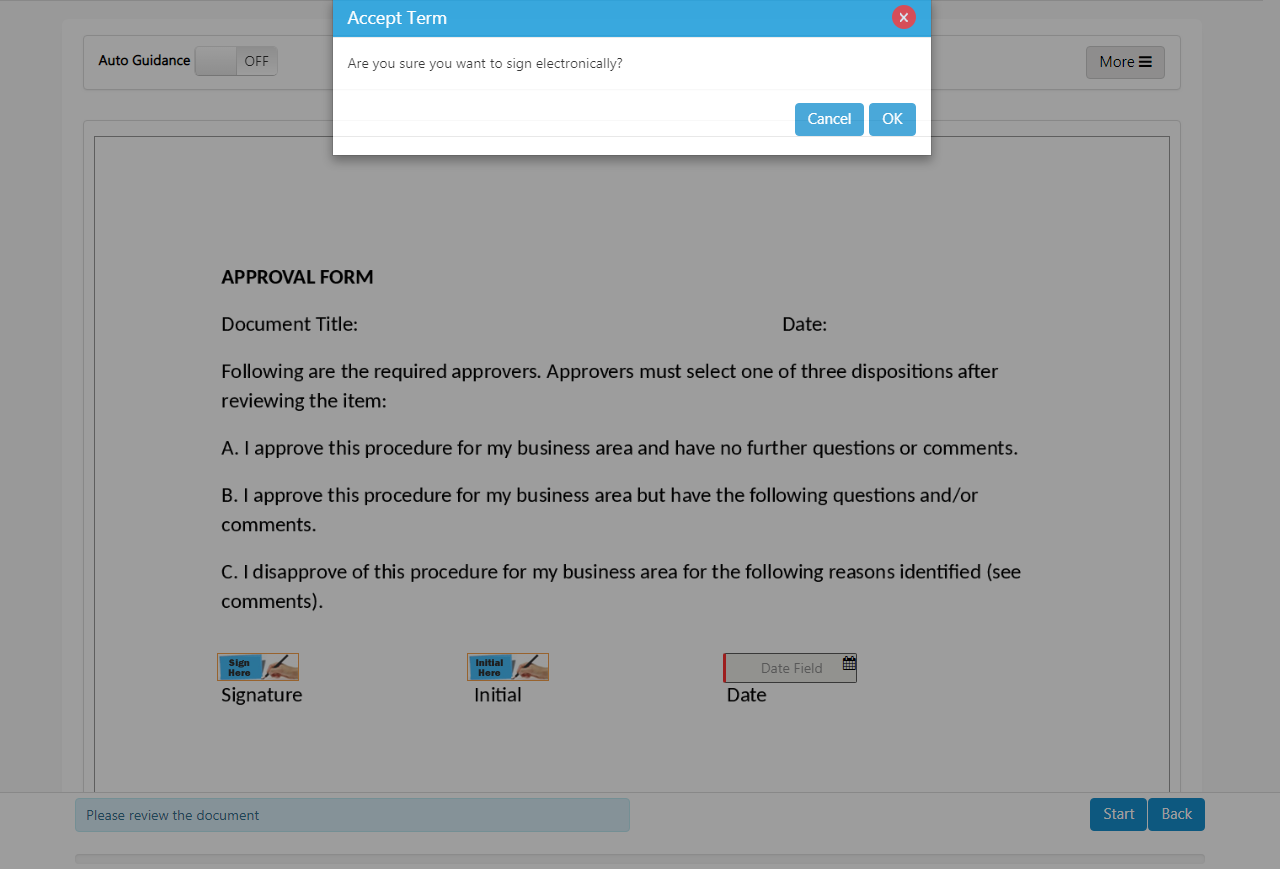 Accept Term
Are you sure you want to sign electronically?
Cancel OK
Auto Guidance OFF More
APPROVAL FORM
Document Title: Date:
Following are the required approvers. Approvers must select one of three dispositions after
reviewing the item:
A. I approve this procedure for my business area and have no further questions or comments.
B. I approve this procedure for my business area but have the following questions and/or
comments.
C. I disapprove of this procedure for my business area for the following reasons identified (see
comments).
Sign Here
Initial Here
Date Field
Signature Initial Date
Please review the document Start Back